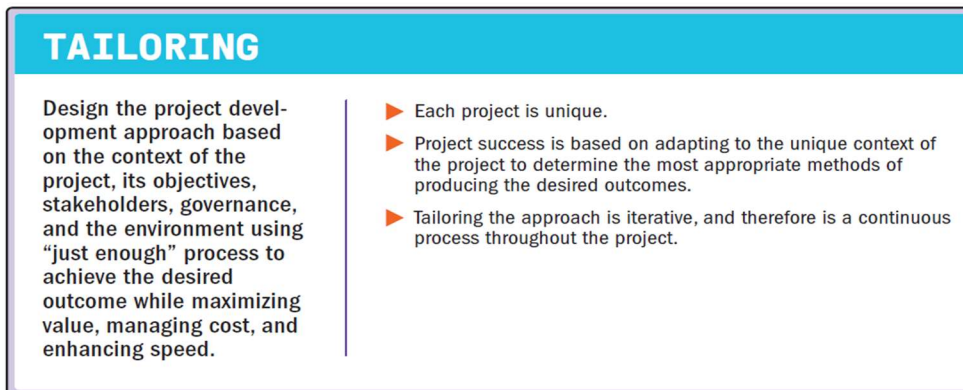 TAILORING
Design the project devel-
opment approach based
on the context of the
project, its objectives,
stakeholders, governance,
and the environment using
“just enough” process to
achieve the desired
outcome while maximizing
value, managing cost, and
enhancing speed.
Each project is unique.
Project success is based on adapting to the unique context of
the project to determine the most appropriate methods of
producing the desired outcomes.
Tailoring the approach is iterative, and therefore is a continuous
process throughout the project.